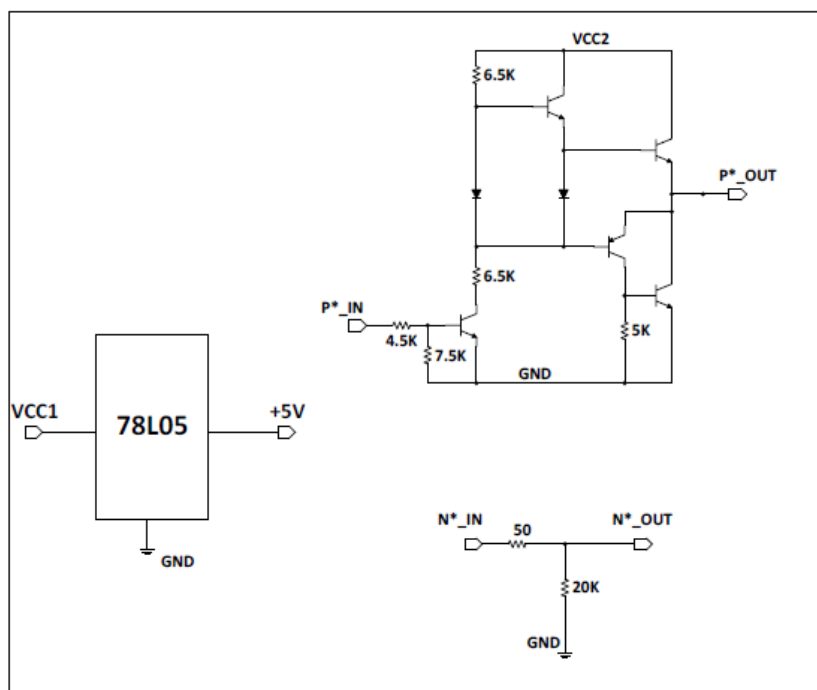 VCC2
6.5K
P*_OUT
6.5K
P*_IN
4.5K
7.5K
5K
GND
VCC1
78L05
+5V
GND
N*_IN
50
N*_OUT
20K
GND